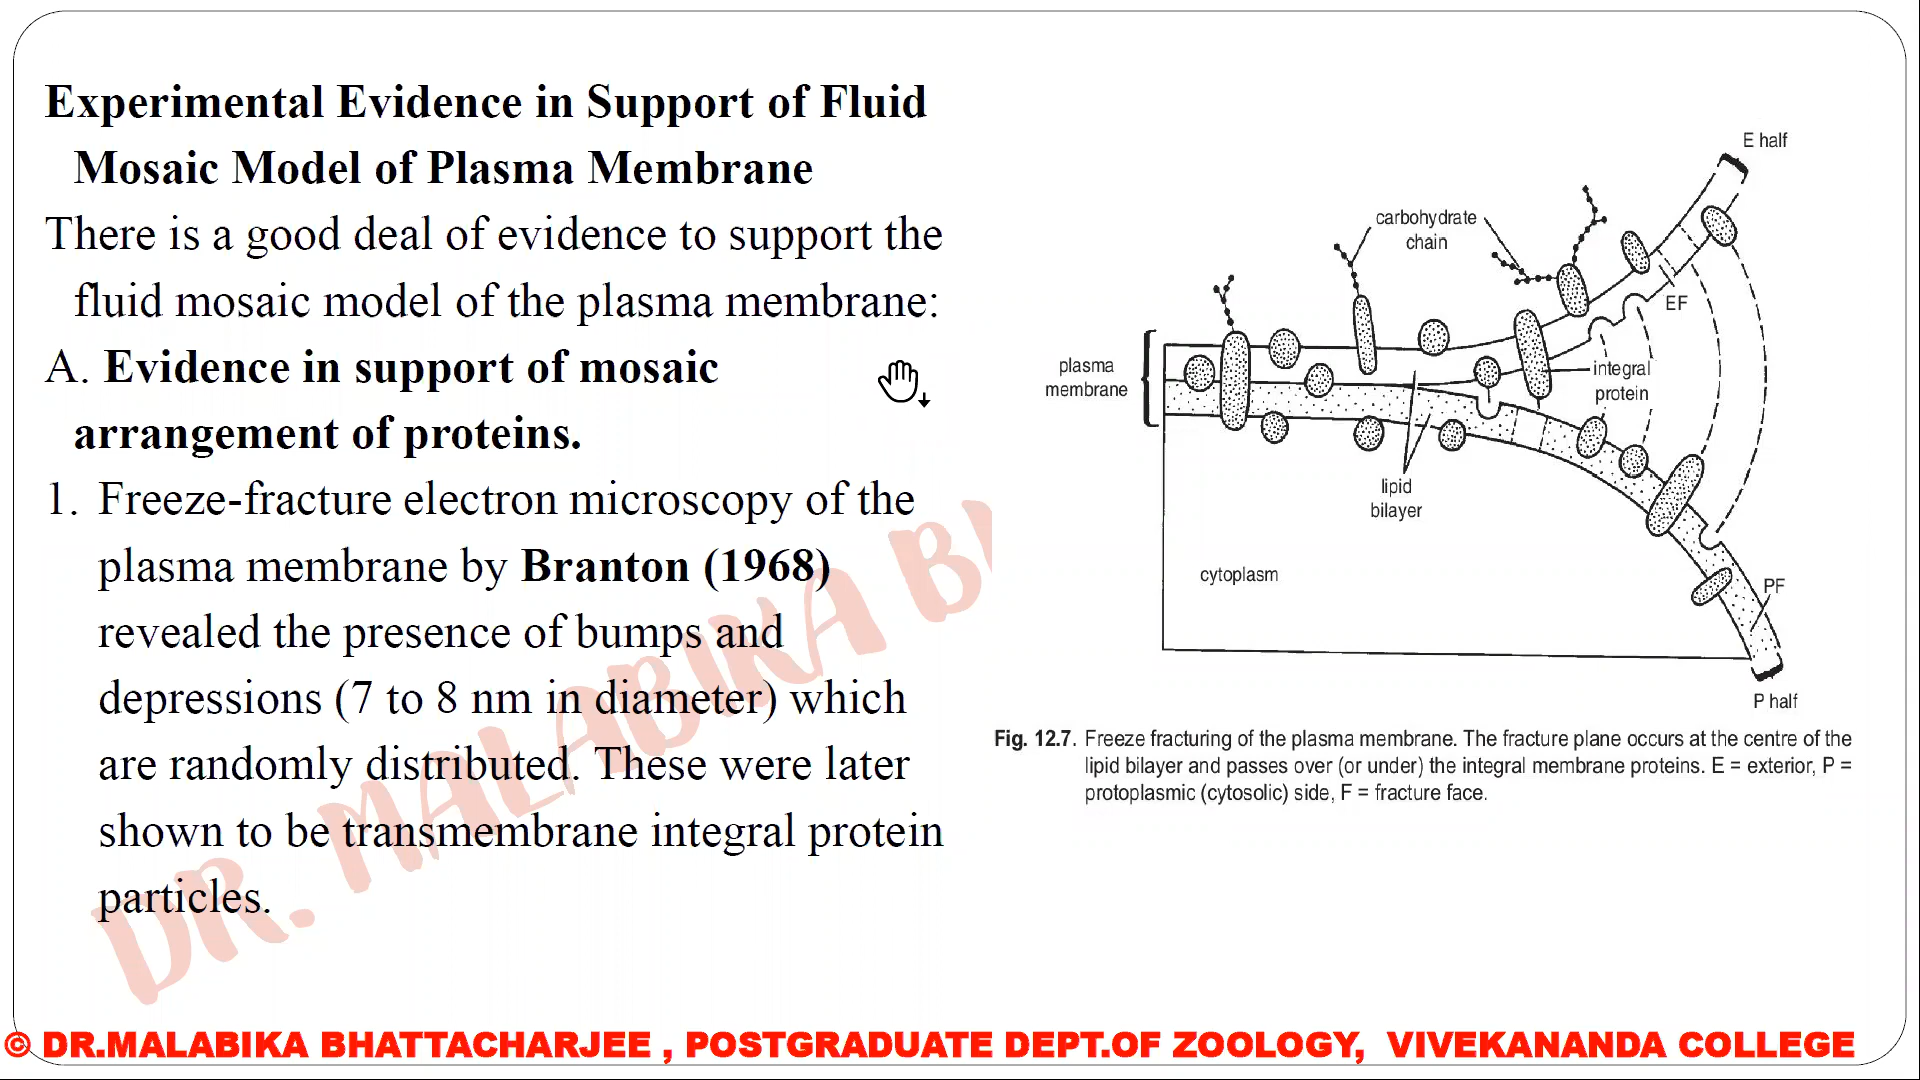 Experimental Evidence in Support of Fluid
Mosaic Model of Plasma Membrane
There is a good deal of evidence to support the
fluid mosaic model of the plasma membrane:
A. Evidence in support of mosaic
arrangement of proteins.
1. Freeze-fracture electron microscopy of the
plasma membrane by Branton (1968)
revealed the presence of bumps and
depressions (7 to 8 nm in diameter) which
are randomly distributed. These were later
shown to be transmembrane integral protein
particles.
DR. MALABIKA B
E half
carbohydrate
chain
EF
plasma
membrane
integral
protein
lipid
bilayer
cytoplasm
PF
P half
Fig. 12.7. Freeze fracturing of the plasma membrane. The fracture plane occurs at the centre of the
lipid bilayer and passes over (or under) the integral membrane proteins. E = exterior, P =
protoplasmic (cytosolic) side, F = fracture face.
© DR.MALABIKA BHATTACHARJEE , POSTGRADUATE DEPT.OF ZOOLOGY, VIVEKANANDA COLLEGE